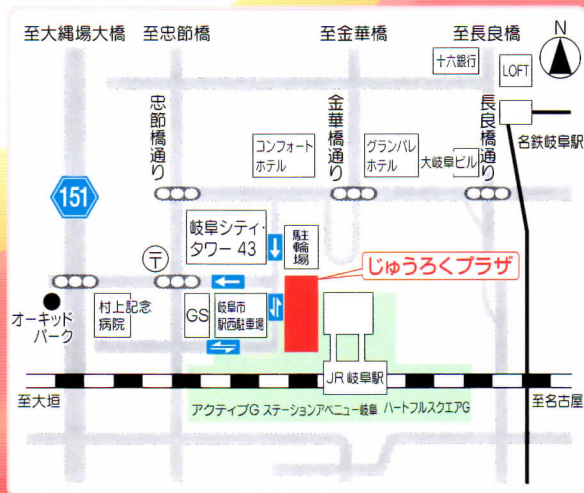 至大縄場大橋
至忠節橋
至金華橋
至長良橋
N
十六銀行
LOFT
忠節橋通り
金華橋通り
長良橋通り
名鉄岐阜駅
コンフォート
ホテル
グランパレ
ホテル
大岐阜ビル
151
岐阜シティ・
タワー43
駐輪場
じゅうろくプラザ
〒
オーキッド
パーク
村上記念
病院
GS
岐阜市
駅西駐車場
JR岐阜駅
至大垣
アクティブG ステーションアベニュー岐阜 ハートフルスクエアG
至名古屋